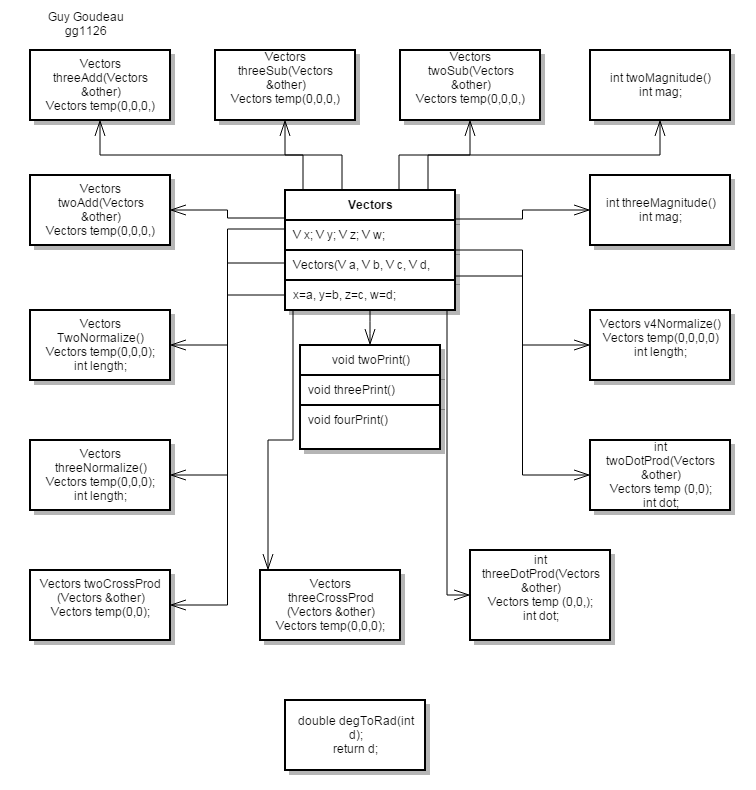 Guy Goudeau
gg1126
Vectors
threeAdd(Vectors
&other)
Vectors temp(0,0,0,)
Vectors
threeSub(Vectors
&other)
Vectors temp(0,0,0,)
Vectors
twoSub(Vectors
&other)
Vectors temp(0,0,0,)
int twoMagnitude()
int mag;
Vectors
twoAdd(Vectors
&other)
Vectors temp(0,0,0,)
Vectors
V x; V y; V z; V w;
Vectors(V a, V b, V c, V d,
x=a, y=b, z=c, w=d;
int threeMagnitude()
int mag;
Vectors
TwoNormalize()
Vectors temp(0,0,0);
int length;
void twoPrint()
void threePrint()
void fourPrint()
Vectors v4Normalize()
Vectors temp(0,0,0,0)
int length;
Vectors
threeNormalize()
Vectors temp(0,0,0);
int length;
int
twoDotProd(Vectors
&other)
Vectors temp (0,0);
int dot;
Vectors twoCrossProd
(Vectors &other)
Vectors temp(0,0);
Vectors
threeCrossProd
(Vectors &other)
Vectors temp(0,0,0);
int
threeDotProd(Vectors
&other)
Vectors temp (0,0,);
int dot;
double degToRad(int
d);
return d;